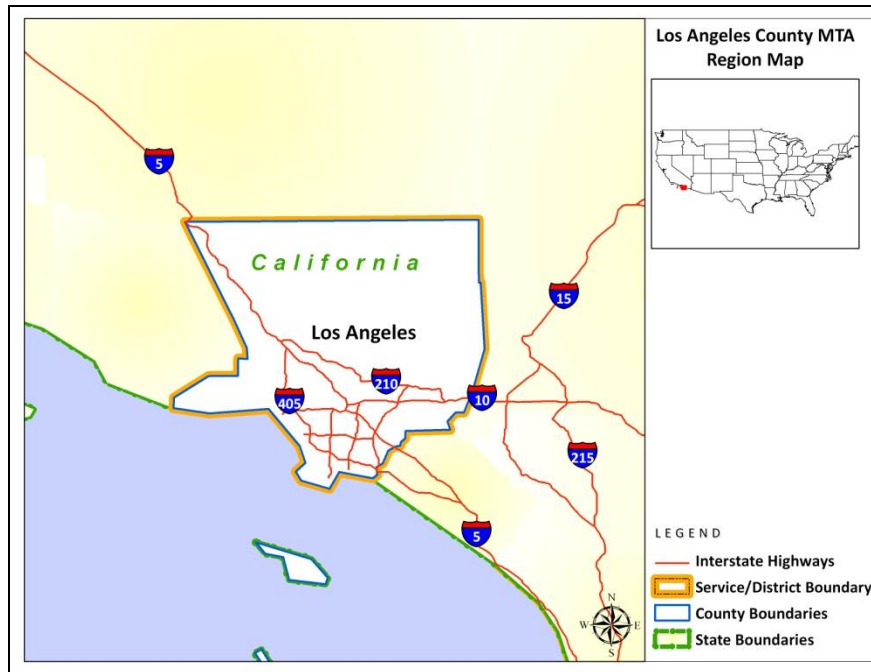 Los Angeles County MTA
Region Map
5
California
Los Angeles
15
210
405
10
215
5
LEGEND
Interstate Highways
Service/District Boundary
County Boundaries
State Boundaries
N
W
E
S